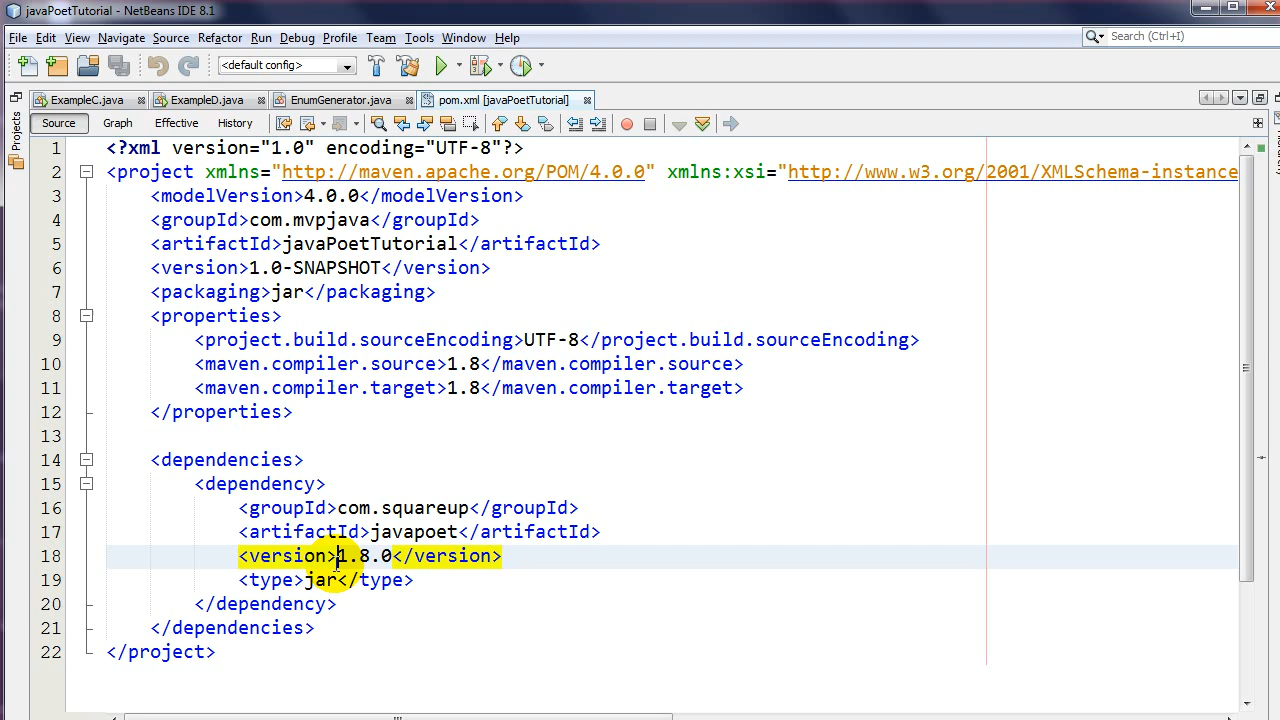 javaPoetTutorial - NetBeans IDE 8.1
File Edit View Navigate Source Refactor Run Debug Profile Team Tools Window Help
Search (Ctrl+I)
<default config>
ExampleC.java ExampleD.java EnumGenerator.java pom.xml [javaPoetTutorial]
Projects
Source Graph Effective History
1 <?xml version="1.0" encoding="UTF-8"?>
2 <project xmlns="http://maven.apache.org/POM/4.0.0" xmlns:xsi="http://www.w3.org/2001/XMLSchema-instance
3 <modelVersion>4.0.0</modelVersion>
4 <groupId>com.mvpjava</groupId>
5 <artifactId>javaPoetTutorial</artifactId>
6 <version>1.0-SNAPSHOT</version>
7 <packaging>jar</packaging>
8 <properties>
9 <project.build.sourceEncoding>UTF-8</project.build.sourceEncoding>
10 <maven.compiler.source>1.8</maven.compiler.source>
11 <maven.compiler.target>1.8</maven.compiler.target>
12 </properties>
13
14 <dependencies>
15 <dependency>
16 <groupId>com.squareup</groupId>
17 <artifactId>javapoet</artifactId>
18 <version>1.8.0</version>
19 <type>jar</type>
20 </dependency>
21 </dependencies>
22 </project>